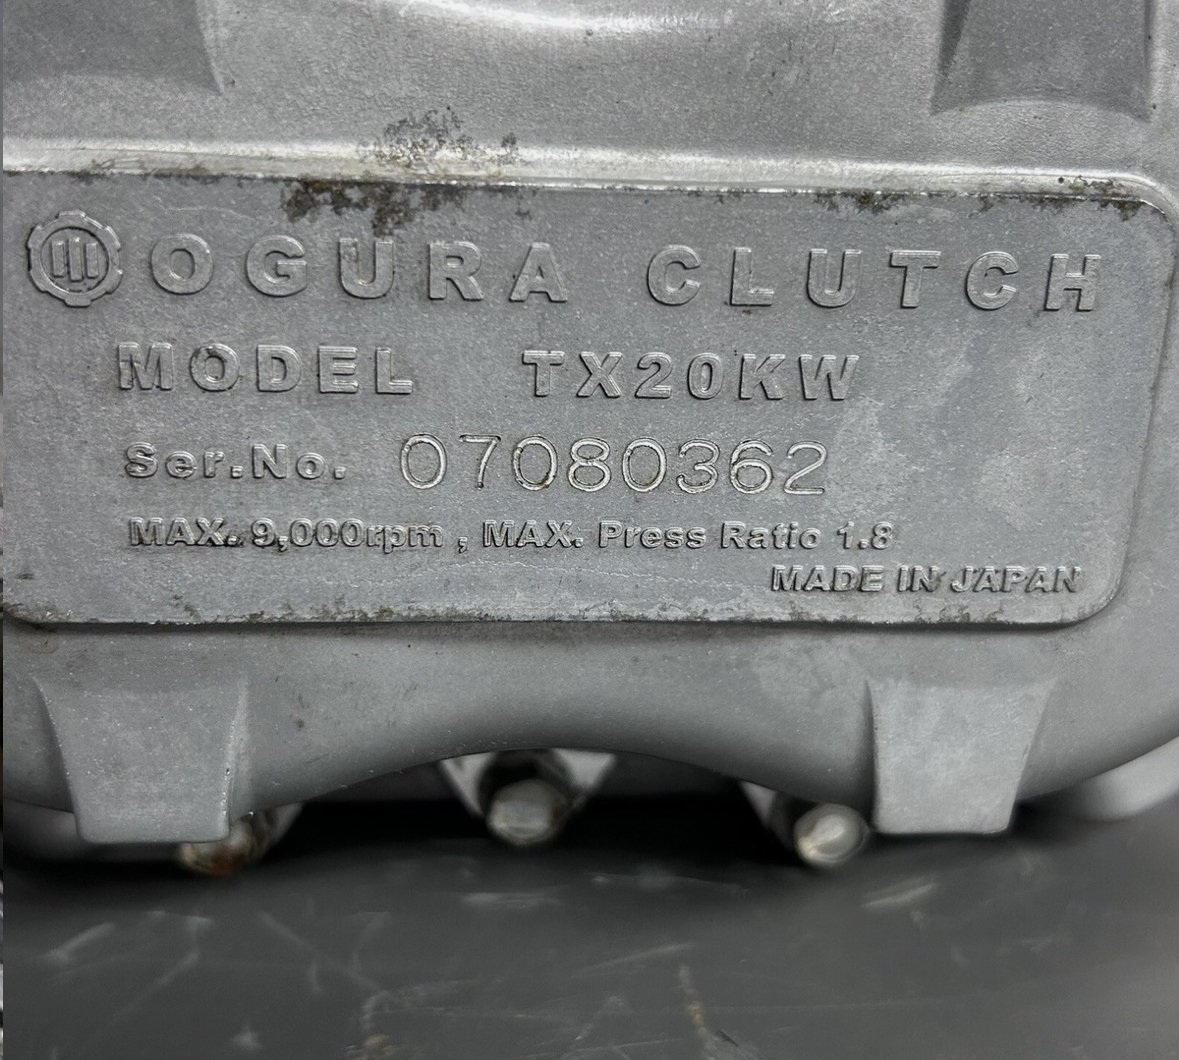 OGURA CLUTCH
MODEL TX20KW
Ser.No. 07080362
MAX. 9,000rpm , MAX. Press Ratio 1.8
MADE IN JAPAN